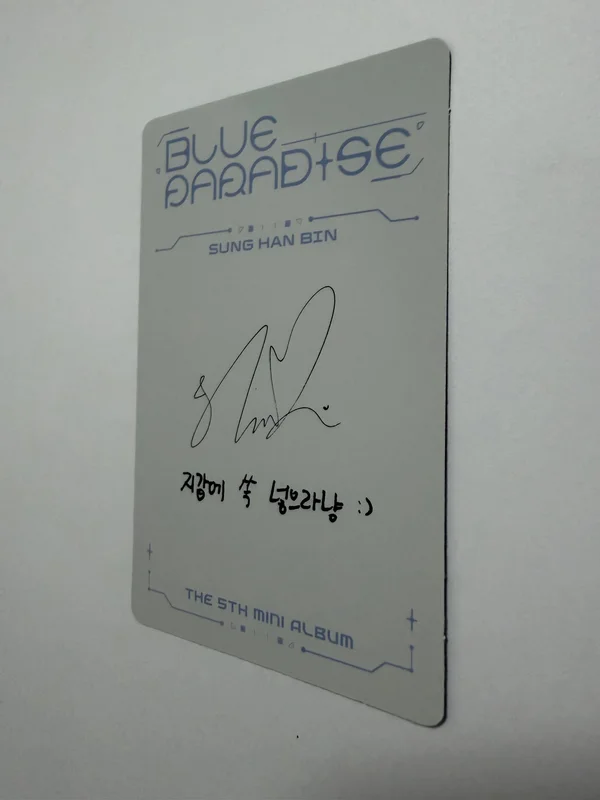 BLUE
PARADISE
SUNG HAN BIN
지갑에 쏙 넣으라냥 :)
THE 5TH MINI ALBUM